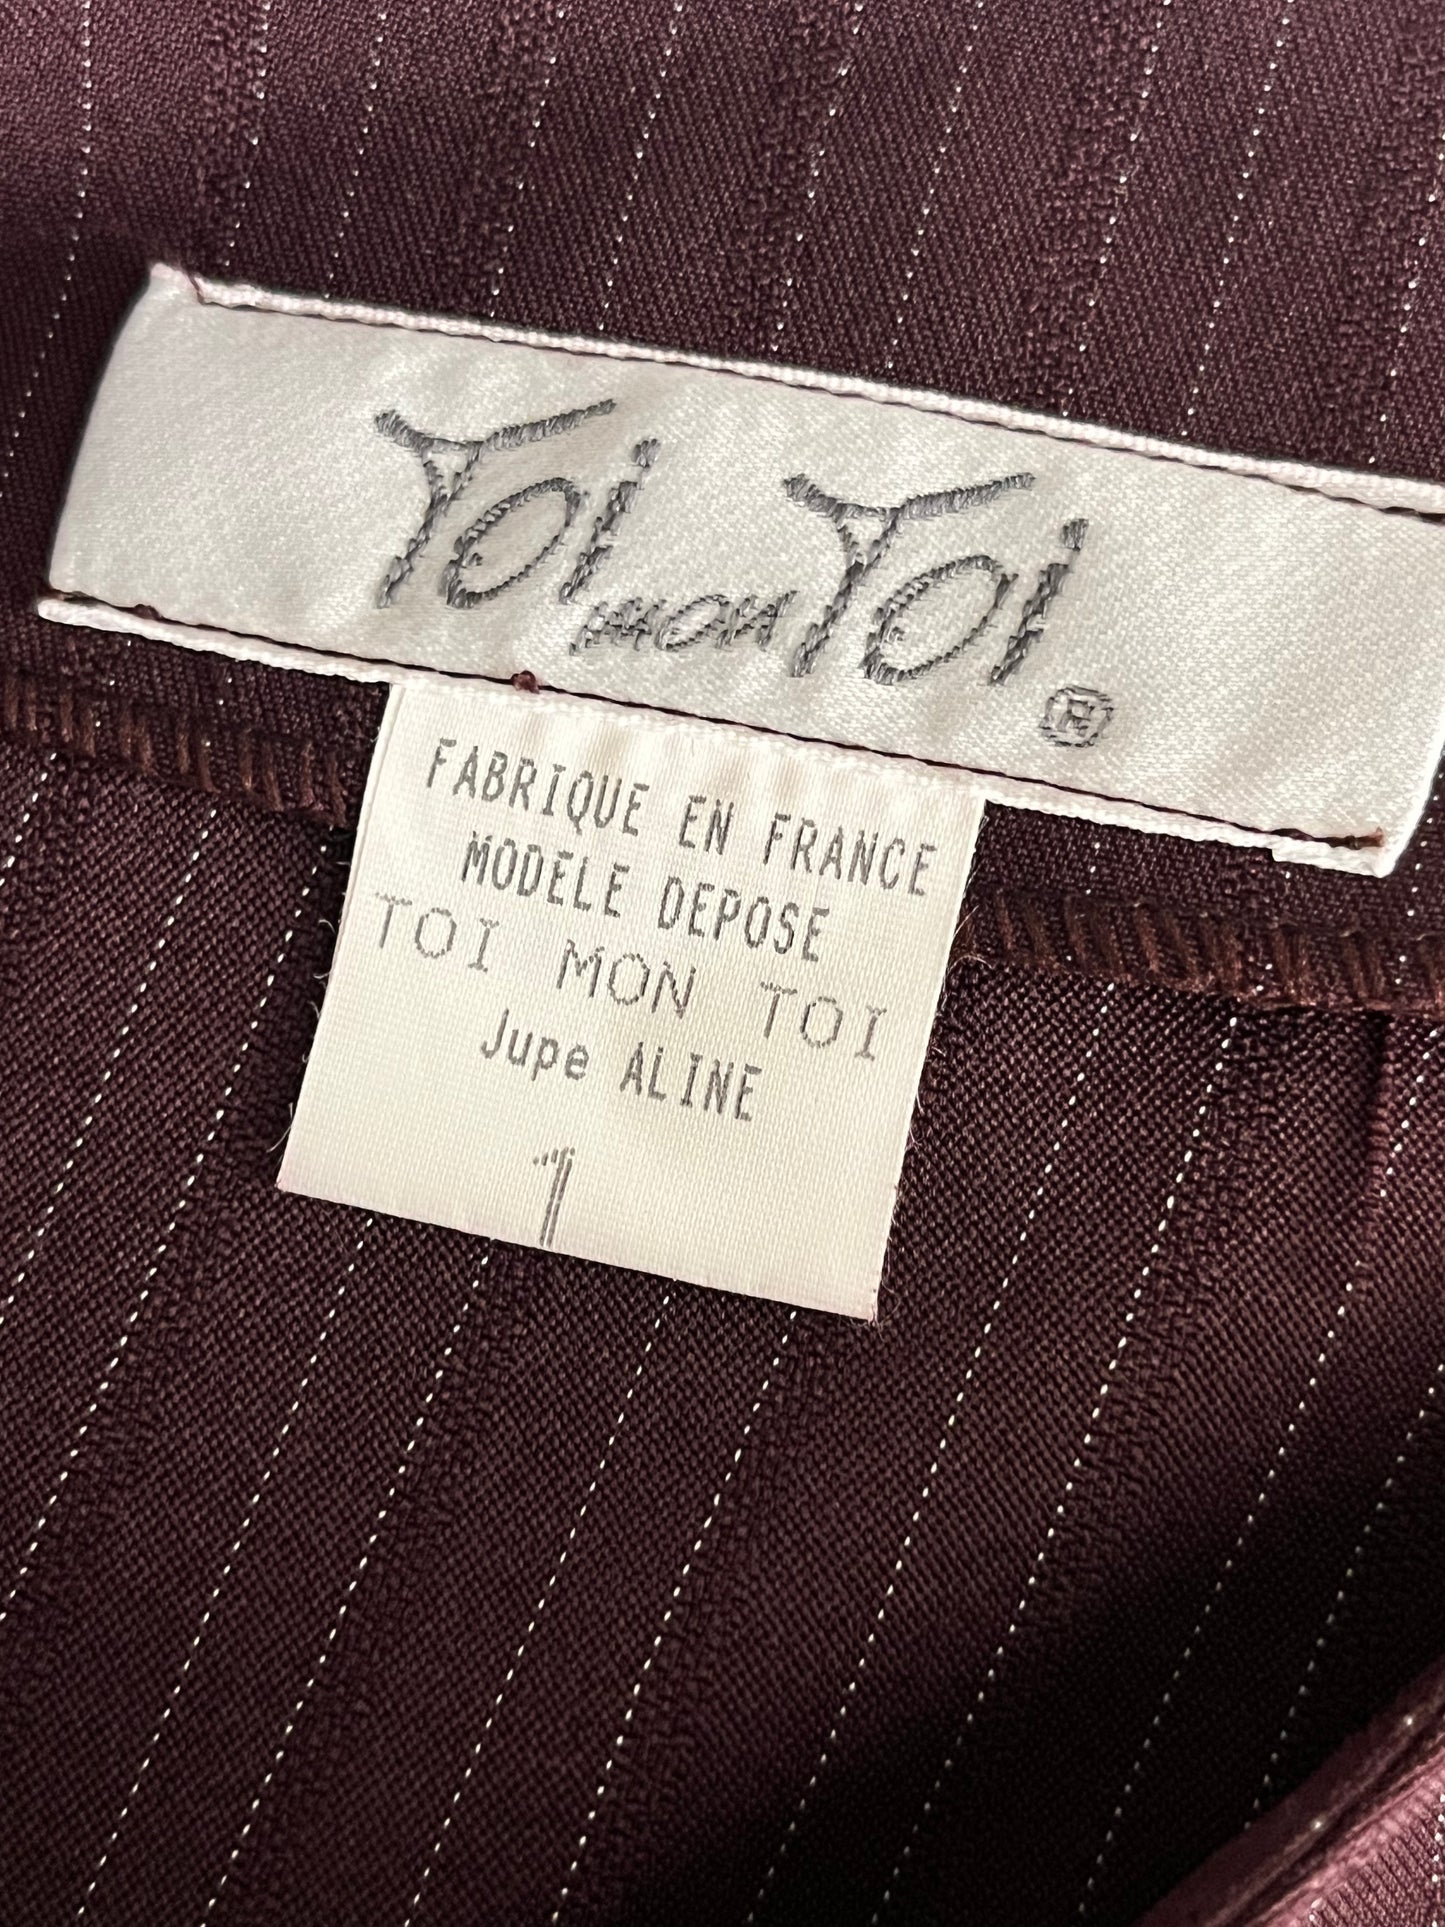 Toi mon Toi ®
FABRIQUE EN FRANCE
MODELE DEPOSE
TOI MON TOI
Jupe ALINE
1